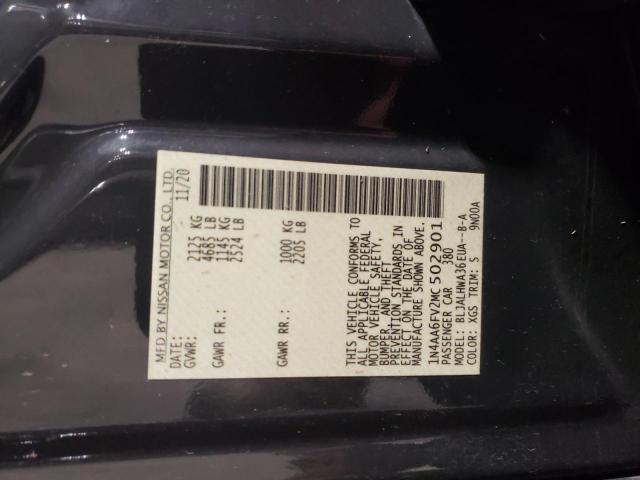 MFD BY NISSAN MOTOR CO., LTD.
DATE: 11/20
GVWR: 2125 KG
4685 LB
GAWR FR.: 1145 KG
2524 LB
GAWR RR.: 1000 KG
2205 LB
THIS VEHICLE CONFORMS TO
ALL APPLICABLE FEDERAL
MOTOR VEHICLE SAFETY,
BUMPER, AND THEFT
PREVENTION STANDARDS IN
EFFECT ON THE DATE OF
MANUFACTURE SHOWN ABOVE.
1N4AA6FV2MC502901
PASSENGER CAR 380
MODEL: BLJALHWA36EUA--B-A
COLOR: XGS TRIM: S 9N00A